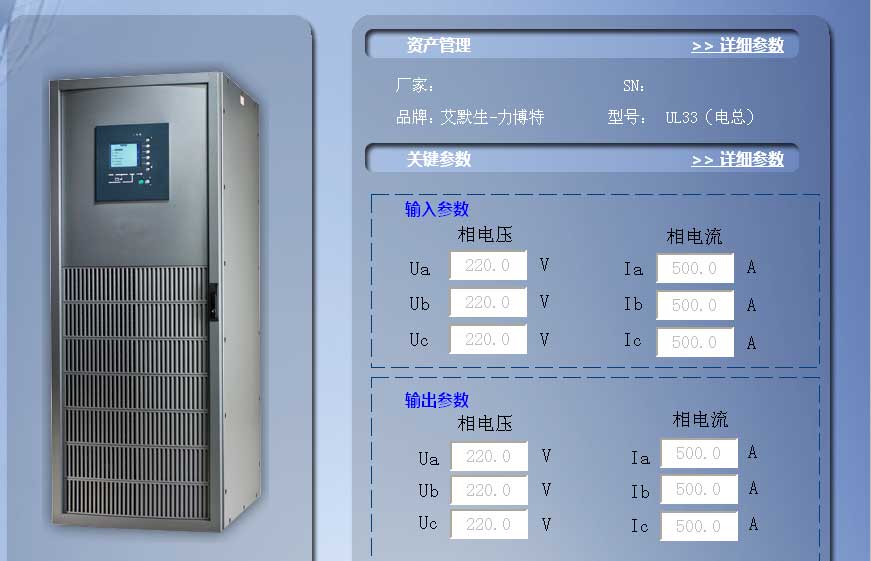 资产管理 >> 详细参数
厂家： SN：
品牌：艾默生-力博特 型号： UL33（电总）
关键参数 >> 详细参数
输入参数
相电压 相电流
Ua 220.0 V Ia 500.0 A
Ub 220.0 V Ib 500.0 A
Uc 220.0 V Ic 500.0 A
输出参数
相电压 相电流
Ua 220.0 V Ia 500.0 A
Ub 220.0 V Ib 500.0 A
Uc 220.0 V Ic 500.0 A